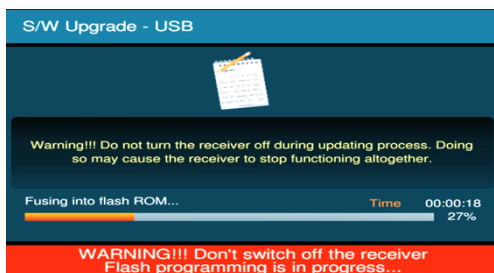 S/W Upgrade - USB
Warning!!! Do not turn the receiver off during updating process. Doing
so may cause the receiver to stop functioning altogether.
Fusing into flash ROM... Time 00:00:18
27%
WARNING!!! Don't switch off the receiver
Flash programming is in progress...